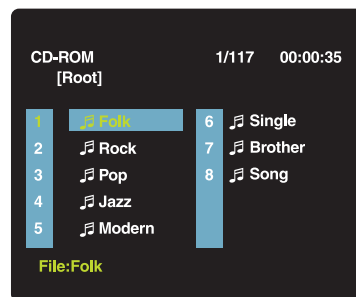 CD-ROM 1/117 00:00:35
[Root]
1 Folk 6 Single
2 Rock 7 Brother
3 Pop 8 Song
4 Jazz
5 Modern
File:Folk